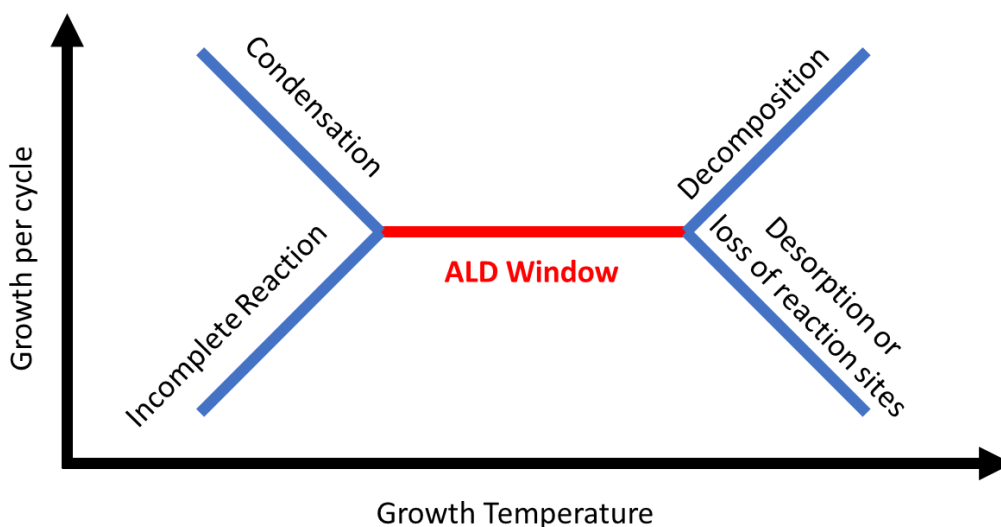 Growth per cycle
Condensation
Incomplete Reaction
ALD Window
Decomposition
Desorption or
loss of reaction sites
Growth Temperature